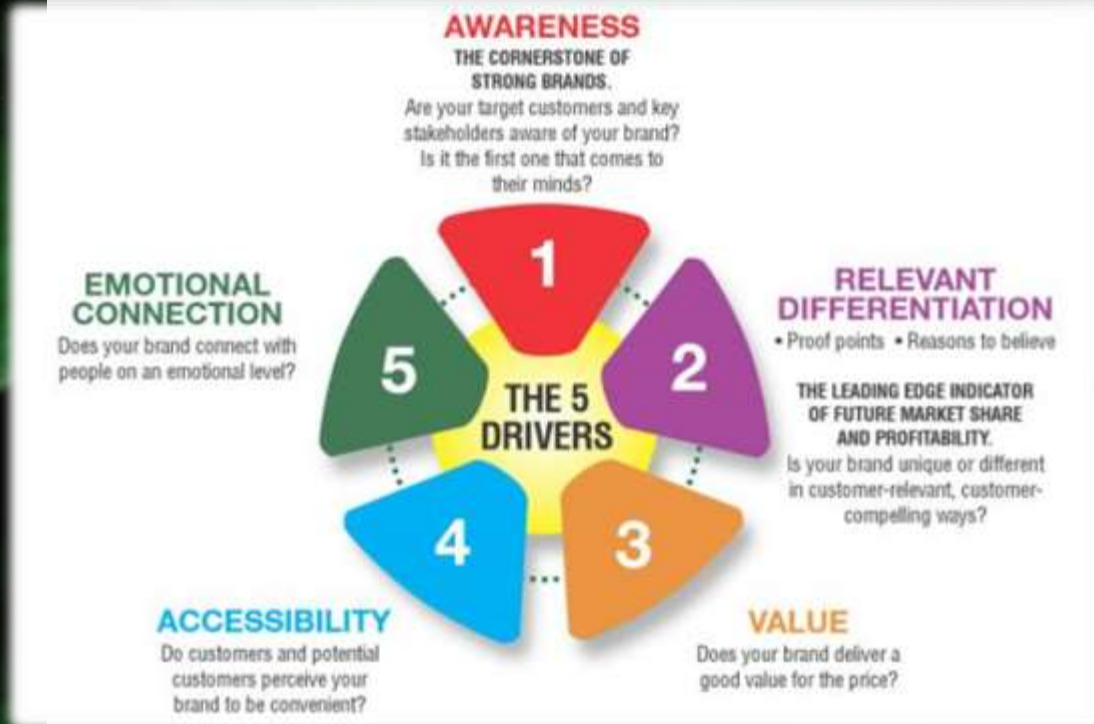 AWARENESS
THE CORNERSTONE OF
STRONG BRANDS.
Are your target customers and key
stakeholders aware of your brand?
Is it the first one that comes to
their minds?
1
RELEVANT
DIFFERENTIATION
• Proof points • Reasons to believe
THE LEADING EDGE INDICATOR
OF FUTURE MARKET SHARE
AND PROFITABILITY.
Is your brand unique or different
in customer-relevant, customer-
compelling ways?
2
VALUE
Does your brand deliver a
good value for the price?
3
ACCESSIBILITY
Do customers and potential
customers perceive your
brand to be convenient?
4
EMOTIONAL
CONNECTION
Does your brand connect with
people on an emotional level?
5
THE 5
DRIVERS